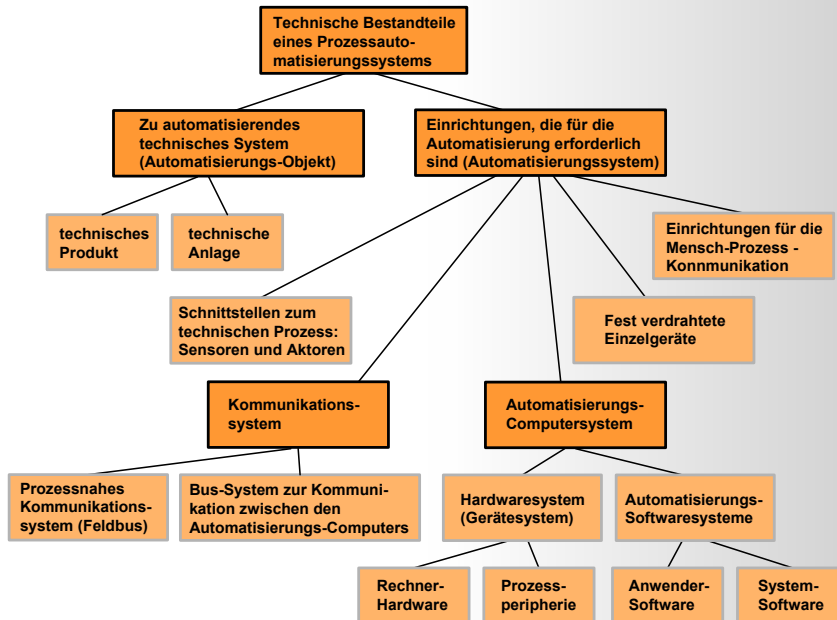 Technische Bestandteile
eines Prozessauto-
matisierungssystems
Zu automatisierendes
technisches System
(Automatisierungs-Objekt)
Einrichtungen, die für die
Automatisierung erforderlich
sind (Automatisierungssystem)
technisches
Produkt
technische
Anlage
Einrichtungen für die
Mensch-Prozess -
Konnmunikation
Schnittstellen zum
technischen Prozess:
Sensoren und Aktoren
Fest verdrahtete
Einzelgeräte
Kommunikations-
system
Automatisierungs-
Computersystem
Prozessnahes
Kommunikations-
system (Feldbus)
Bus-System zur Kommuni-
kation zwischen den
Automatisierungs-Computers
Hardwaresystem
(Gerätesystem)
Automatisierungs-
Softwaresysteme
Rechner-
Hardware
Prozess-
peripherie
Anwender-
Software
System-
Software